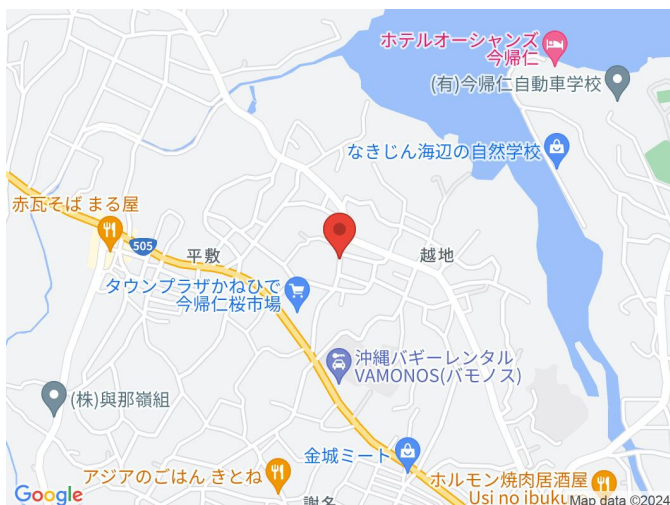 ホテルオーシャンズ
今帰仁
(有)今帰仁自動車学校
なきじん海辺の自然学校
赤瓦そば まる屋
505
平敷
越地
タウンプラザかねひで
今帰仁桜市場
沖縄バギーレンタル
VAMONOS(バモノス)
(株)與那嶺組
金城ミート
アジアのごはん きとね
ホルモン焼肉居酒屋
Usi no ibuku
謝名
Google
Map data ©2024